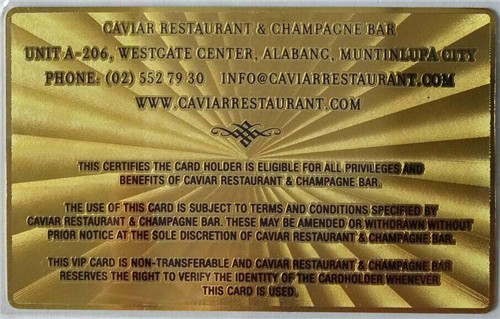 CAVIAR RESTAURANT & CHAMPAGNE BAR
UNIT A-206, WESTGATE CENTER, ALABANG, MUNTINLUPA CITY
PHONE: (02) 552 79 30 INFO@CAVIARRESTAURANT.COM
WWW.CAVIARRESTAURANT.COM
THIS CERTIFIES THE CARD HOLDER IS ELIGIBLE FOR ALL PRIVILEGES AND
BENEFITS OF CAVIAR RESTAURANT & CHAMPAGNE BAR.
THE USE OF THIS CARD IS SUBJECT TO TERMS AND CONDITIONS SPECIFIED BY
CAVIAR RESTAURANT & CHAMPAGNE BAR. THESE MAY BE AMENDED OR WITHDRAWN WITHOUT
PRIOR NOTICE AT THE SOLE DISCRETION OF CAVIAR RESTAURANT & CHAMPAGNE BAR.
THIS VIP CARD IS NON-TRANSFERABLE AND CAVIAR RESTAURANT & CHAMPAGNE BAR
RESERVES THE RIGHT TO VERIFY THE IDENTITY OF THE CARDHOLDER WHENEVER
THIS CARD IS USED.